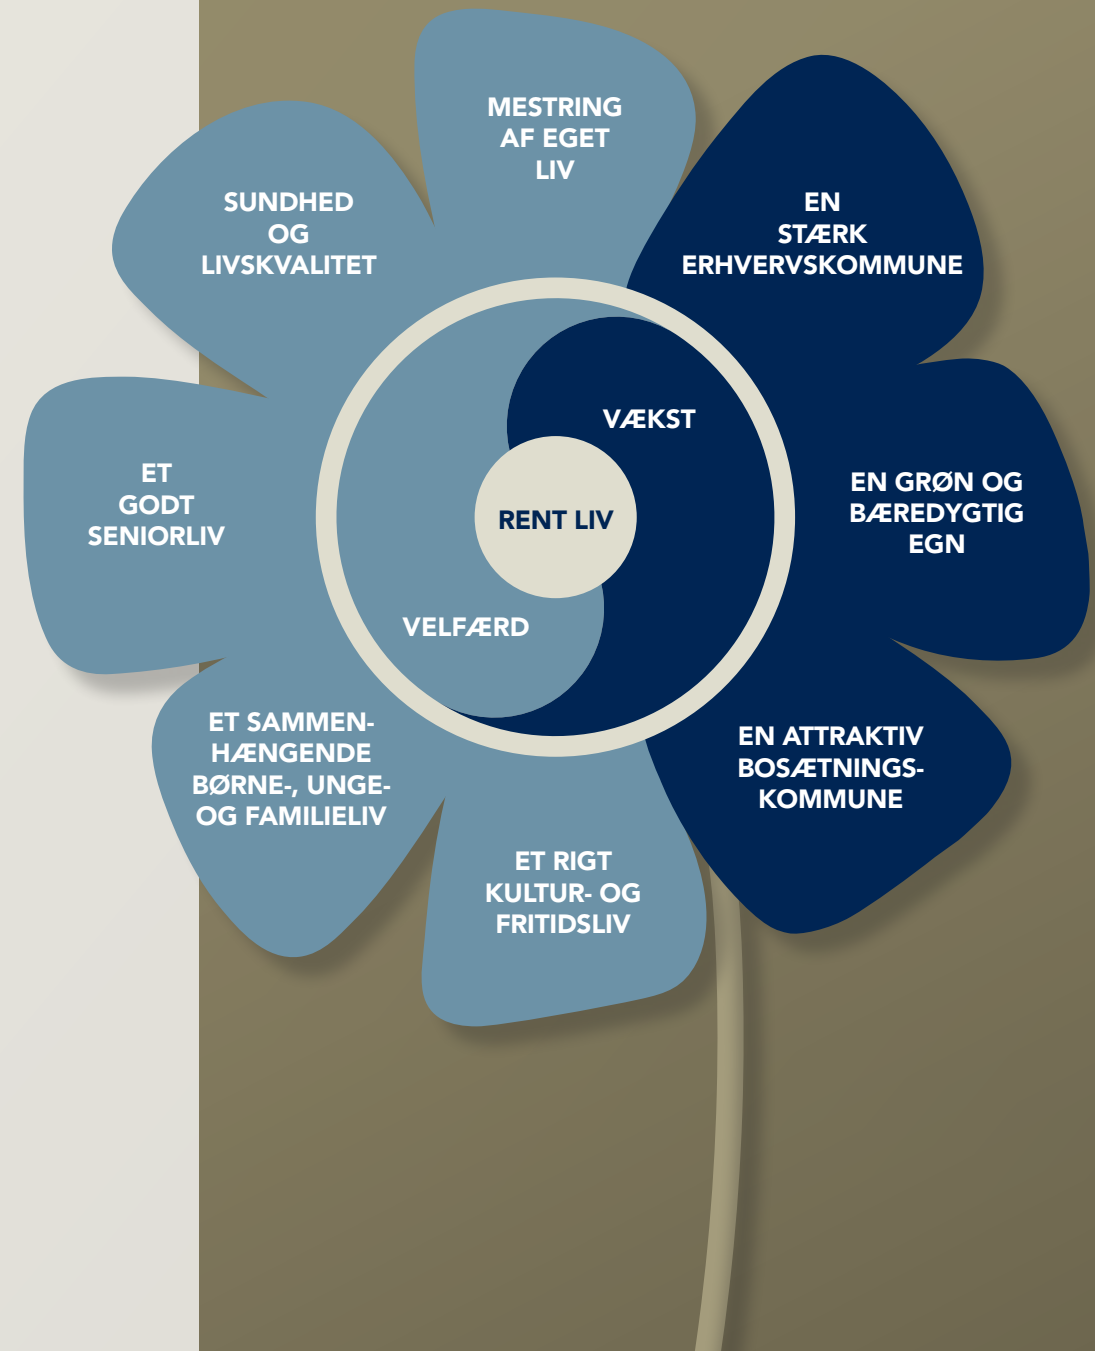 MESTRING
AF EGET
LIV
SUNDHED
OG
LIVSKVALITET
EN
STÆRK
ERHVERVSKOMMUNE
VÆKST
ET
GODT
SENIORLIV
EN GRØN OG
BÆREDYGTIG
EGN
RENT LIV
VELFÆRD
ET SAMMEN-
HÆNGENDE
BØRNE-, UNGE-
OG FAMILIELIV
EN ATTRAKTIV
BOSÆTNINGS-
KOMMUNE
ET RIGT
KULTUR- OG
FRITIDSLIV